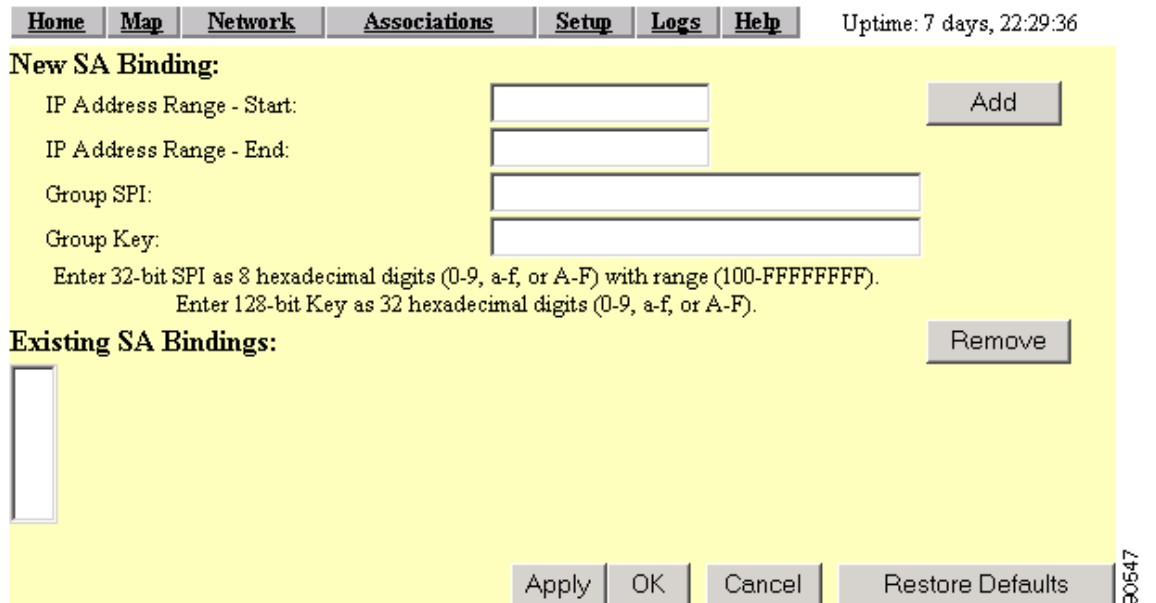 Home Map Network Associations Setup Logs Help Uptime: 7 days, 22:29:36
New SA Binding:
IP Address Range - Start: Add
IP Address Range - End:
Group SPI:
Group Key:
Enter 32-bit SPI as 8 hexadecimal digits (0-9, a-f, or A-F) with range (100-FFFFFFFF).
Enter 128-bit Key as 32 hexadecimal digits (0-9, a-f, or A-F).
Existing SA Bindings: Remove
Apply OK Cancel Restore Defaults
90547